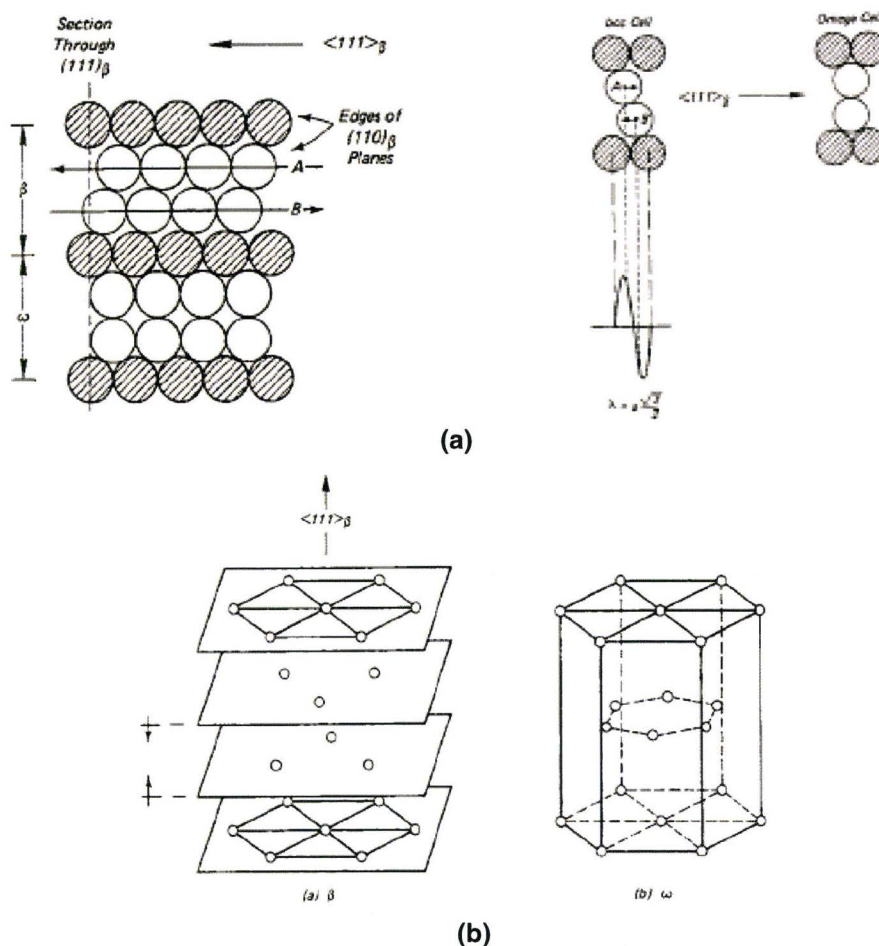 Section
Through
(111)β
<111>β
Edges of
{110}β
Planes
β
A
B
ω
bcc Cell
Omega Cell
A
B
<111>β
(a)
<111>β
(a) β
(b) ω
(b)